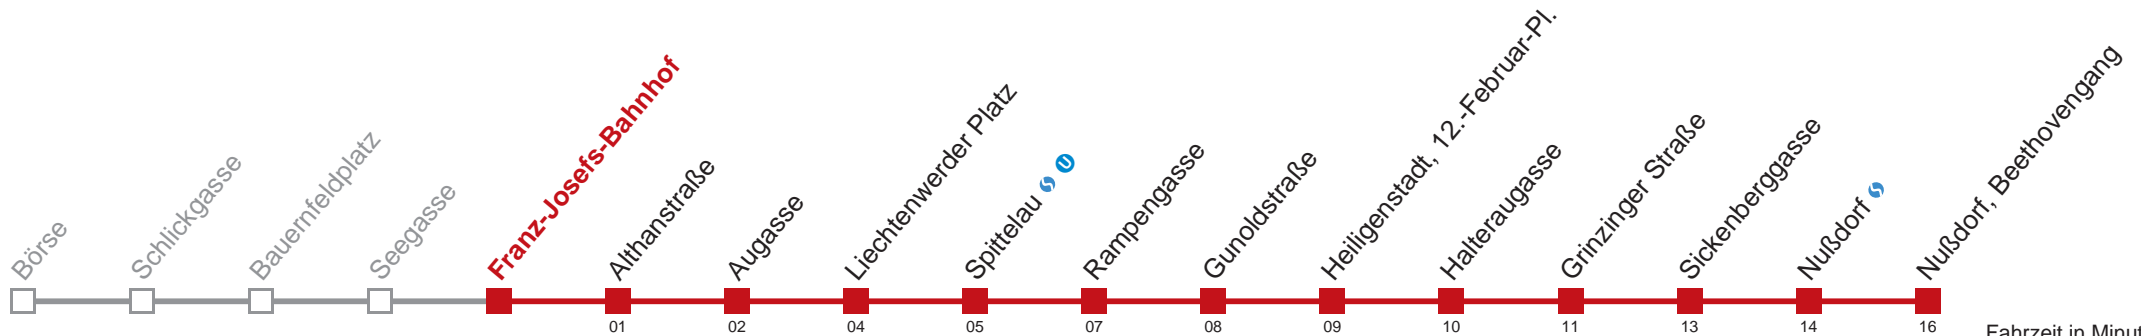 Börse
Schlickgasse
Bauernfeldplatz
Seegasse
Franz-Josefs-Bahnhof
Althanstraße
Augasse
Liechtenwerder Platz
Spittelau S U
Rampengasse
Gunoldstraße
Heiligenstadt, 12.-Februar-Pl.
Halteraugasse
Grinzinger Straße
Sickenberggasse
Nußdorf S
Nußdorf, Beethovengang
01 02 04 05 07 08 09 10 11 13 14 16
Fahrzeit in Minut